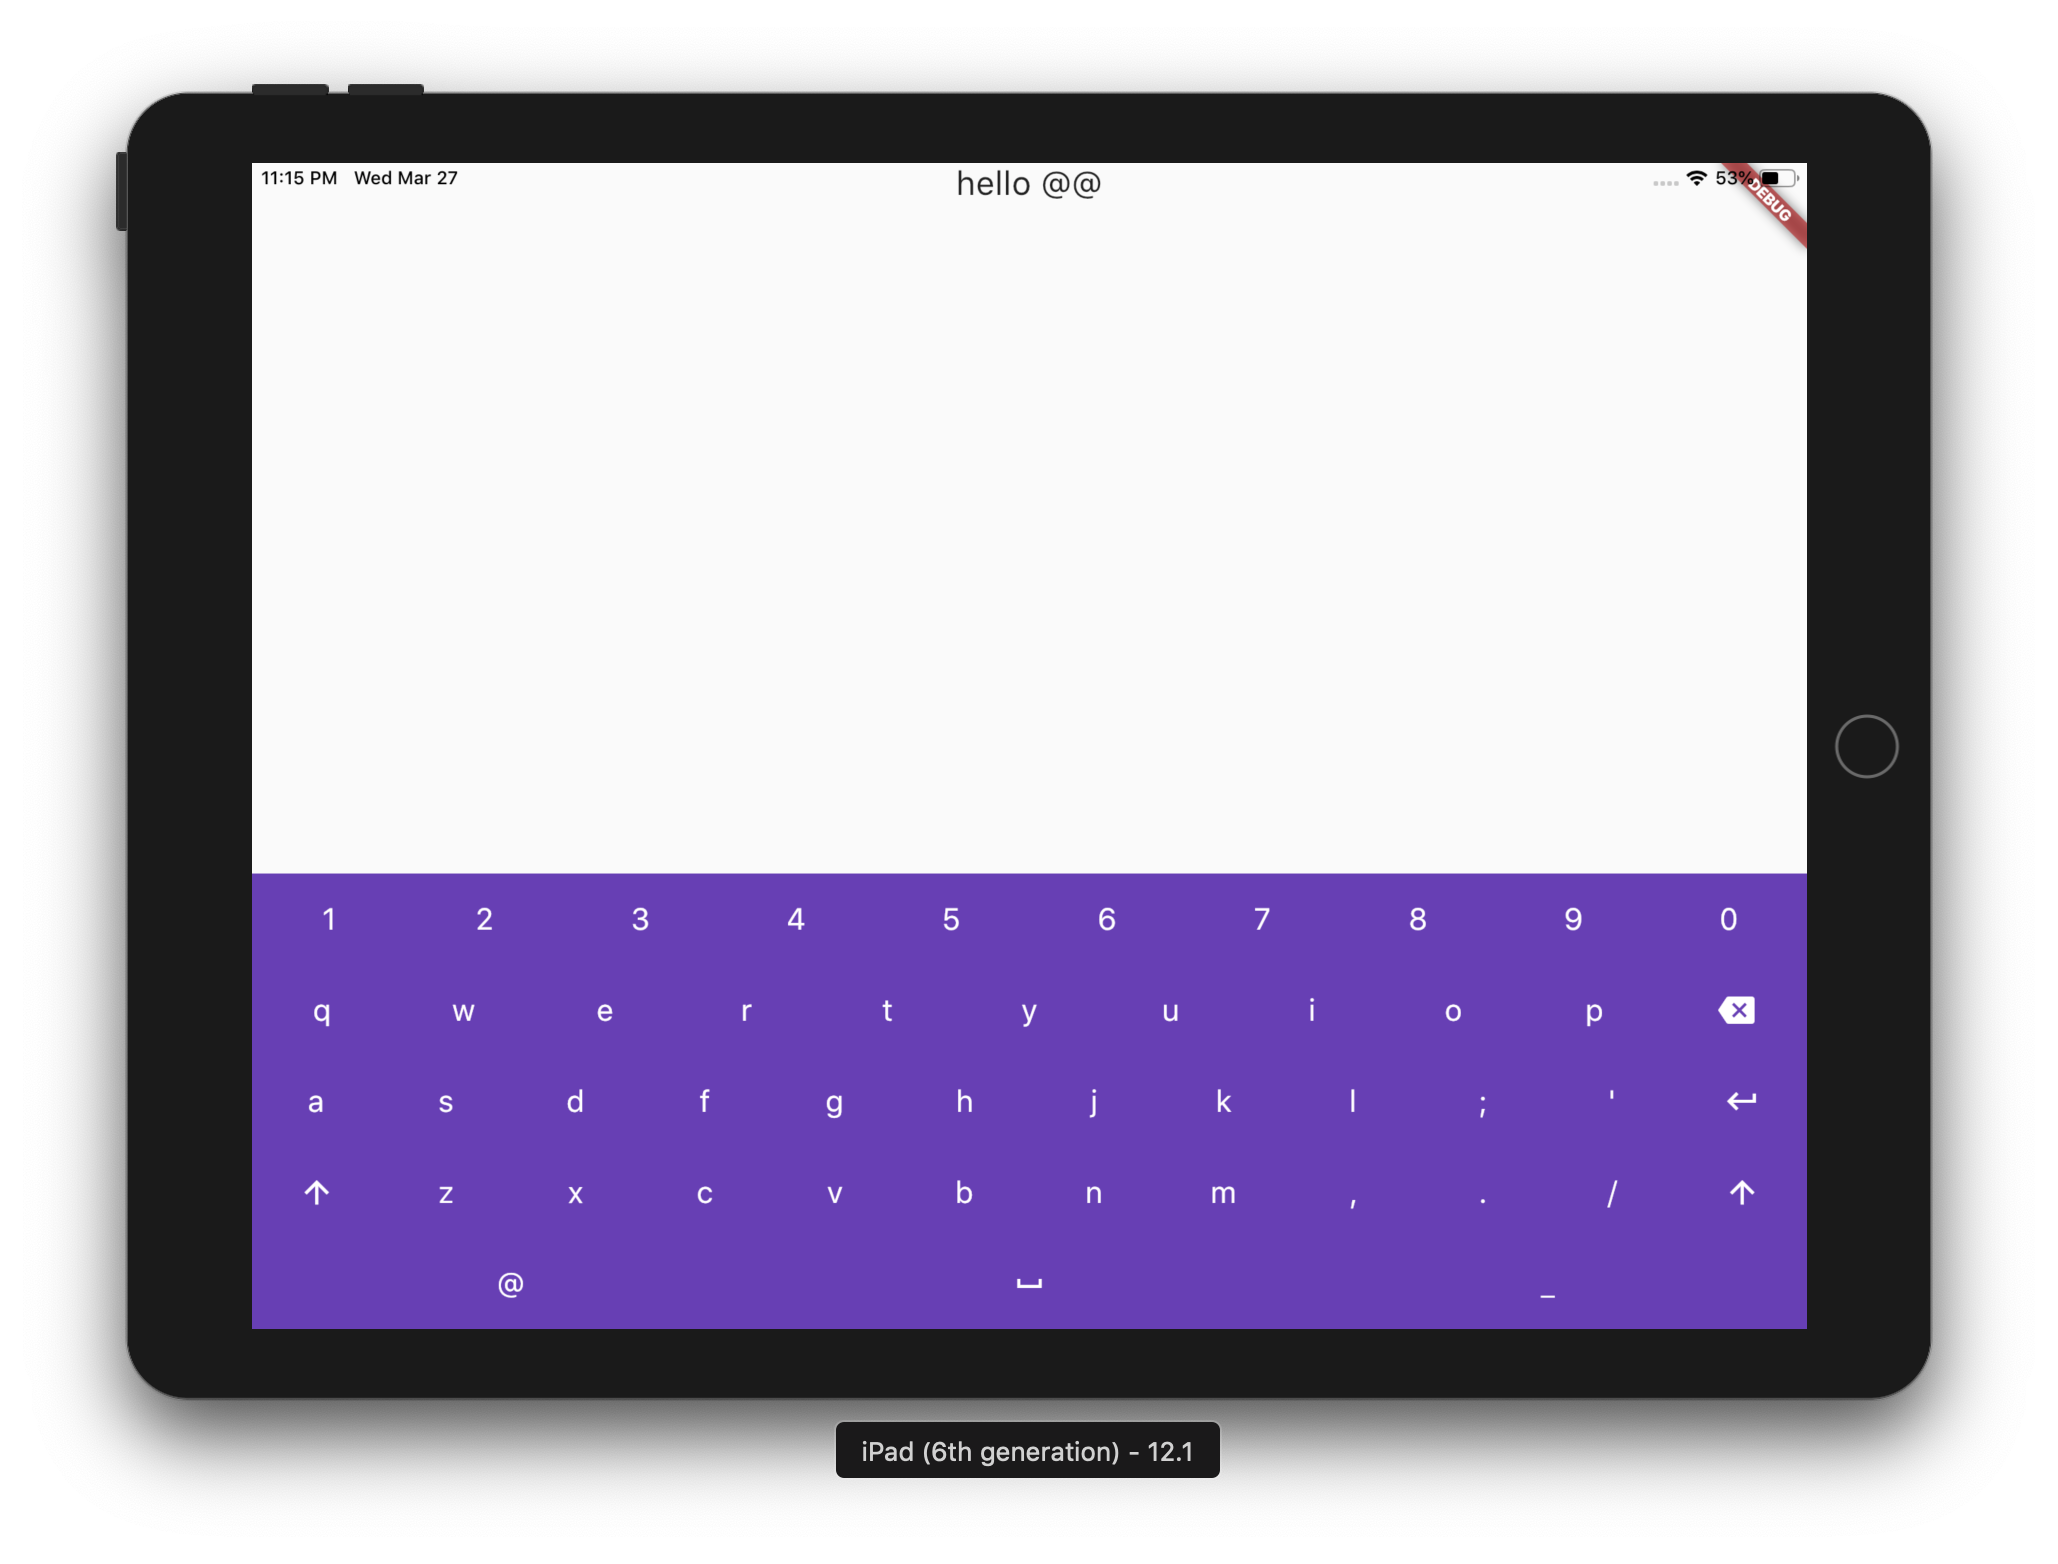 11:15 PM Wed Mar 27
hello @@
53%
DEBUG
1 2 3 4 5 6 7 8 9 0
q w e r t y u i o p
a s d f g h j k l ; '
z x c v b n m , . /
@ _
iPad (6th generation) - 12.1